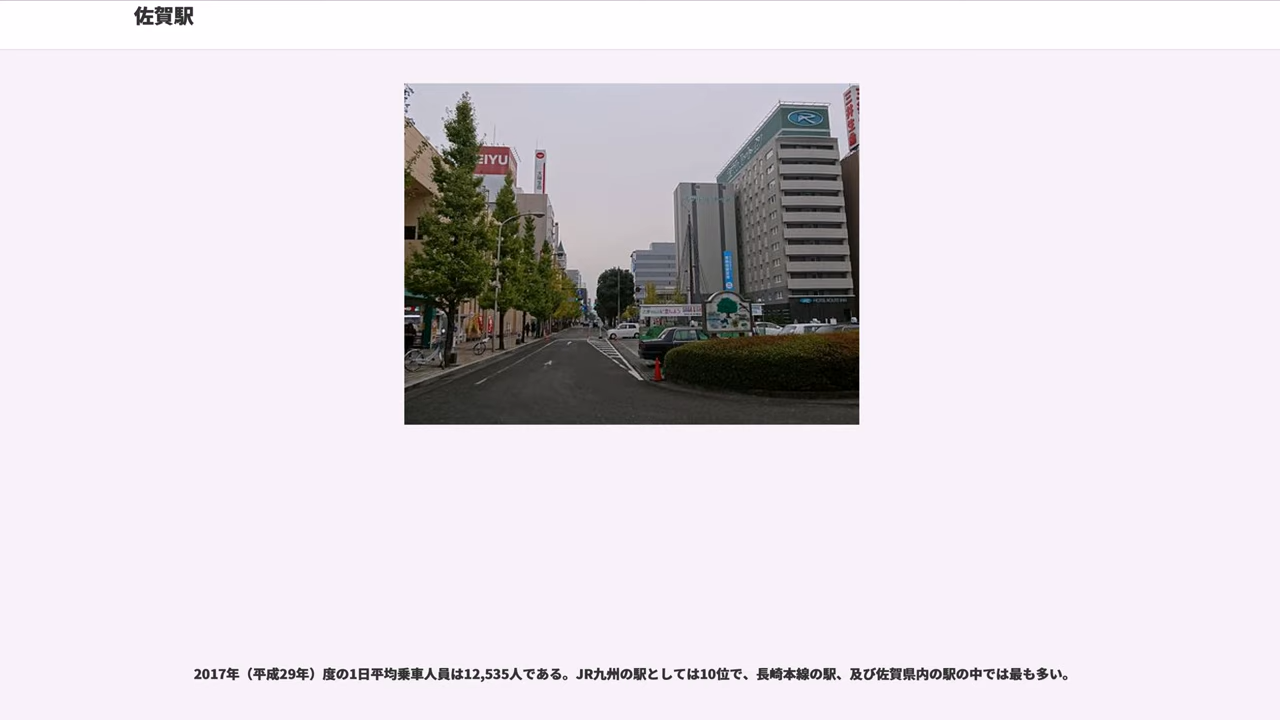 佐賀駅
EIYU
2017年（平成29年）度の1日平均乗車人員は12,535人である。JR九州の駅としては10位で、長崎本線の駅、及び佐賀県内の駅の中では最も多い。